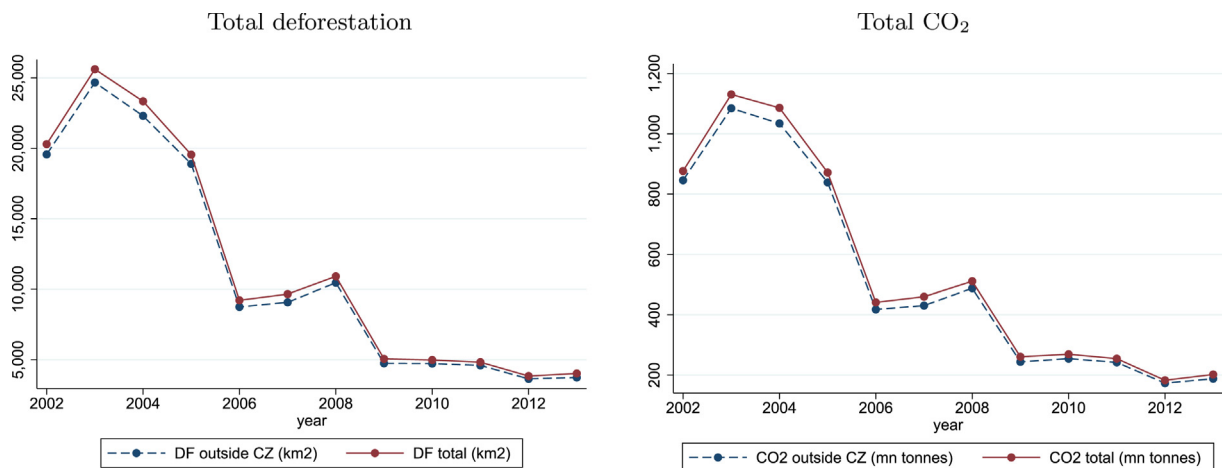 Total deforestation
25,000
20,000
15,000
10,000
5,000
2002 2004 2006 2008 2010 2012
year
DF outside CZ (km2) DF total (km2)
Total CO₂
1,200
1,000
800
600
400
200
2002 2004 2006 2008 2010 2012
year
CO2 outside CZ (mn tonnes) CO2 total (mn tonnes)